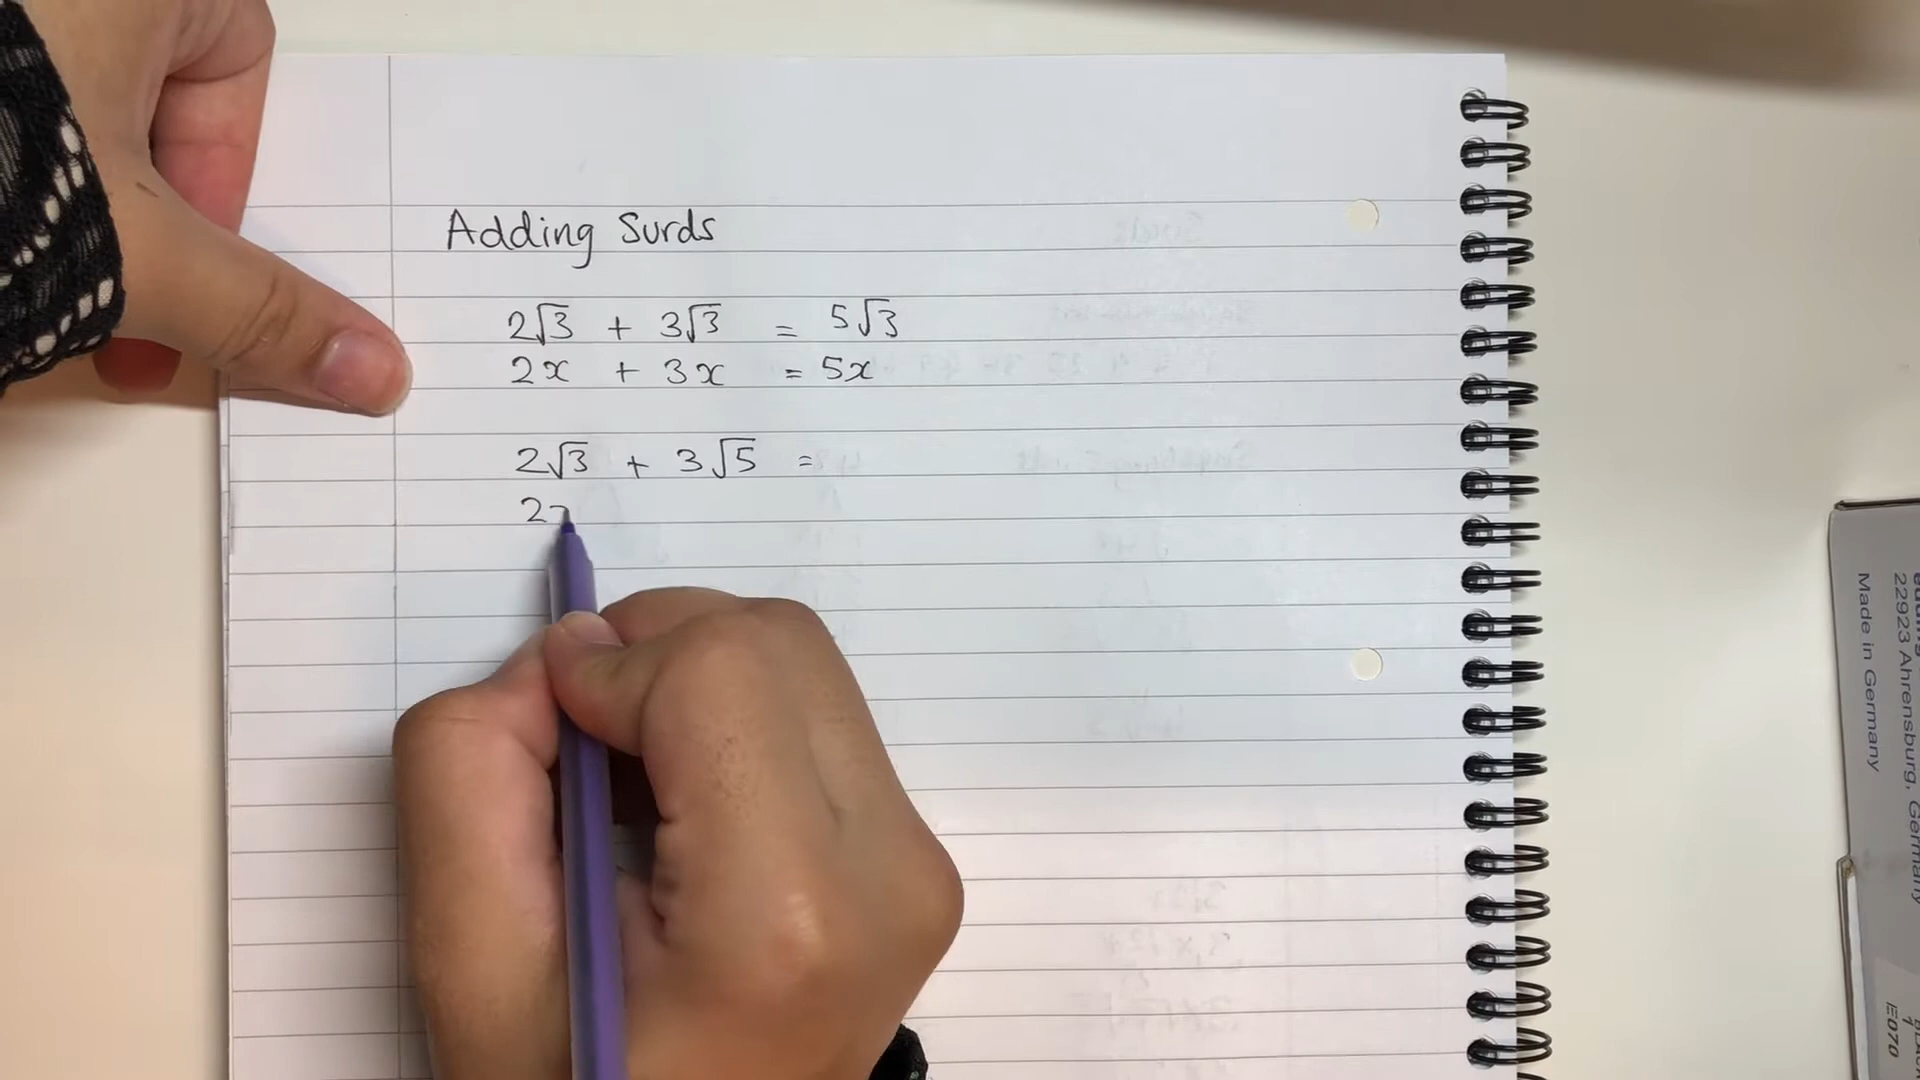 Adding Surds
2√3 + 3√3 = 5√3
2x + 3x = 5x
2√3 + 3√5 =
2
22923 Ahrensburg, Germany
Made in Germany
E070